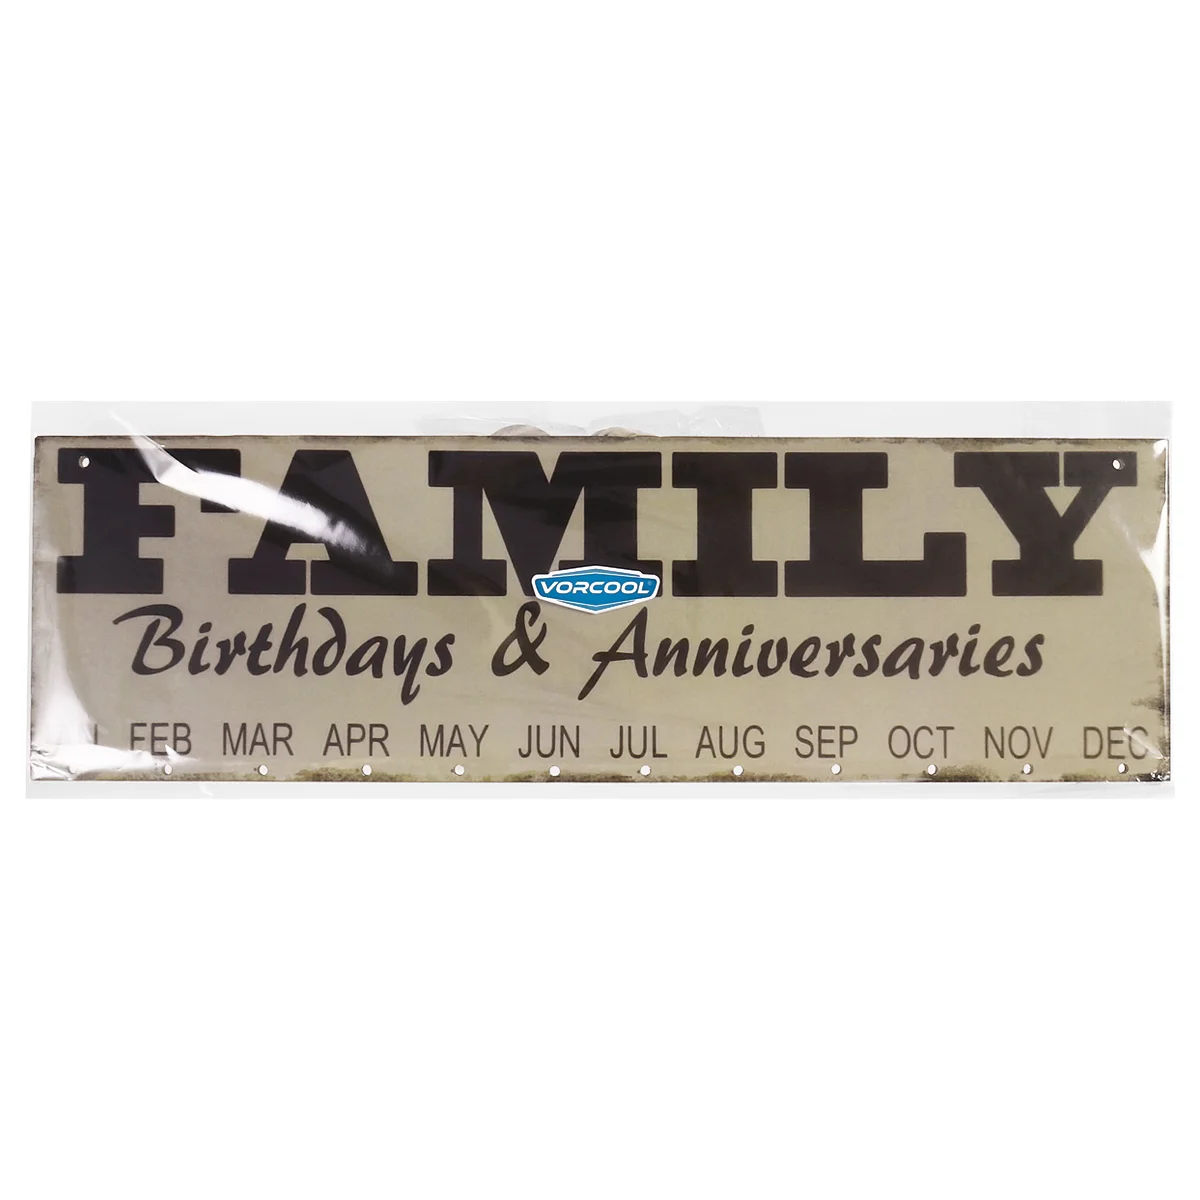 FAMILY
VORCOOL
Birthdays & Anniversaries
FEB MAR APR MAY JUN JUL AUG SEP OCT NOV DEC